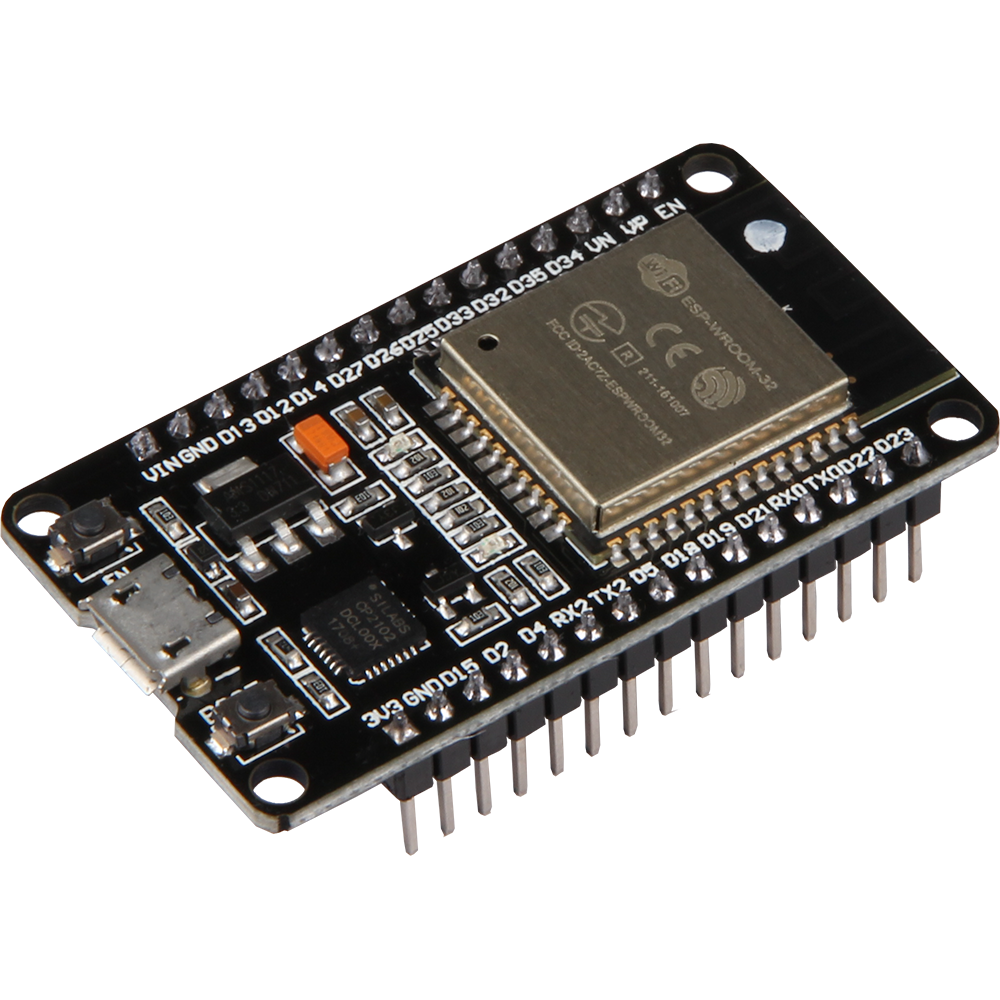 EN
VP
VN
D34
D35
D32
D33
D25
D26
D27
D14
D12
D13
GND
VIN
WiFi
ESP-WROOM-32
CE
R 211-161007
FCC ID:2AC7Z-ESPWROOM32
EN
SILABS
CP2102
DCL00X
3V3
GND
D15
D2
D4
RX2
TX2
D5
D18
D19
D21
RX0
TX0
D22
D23